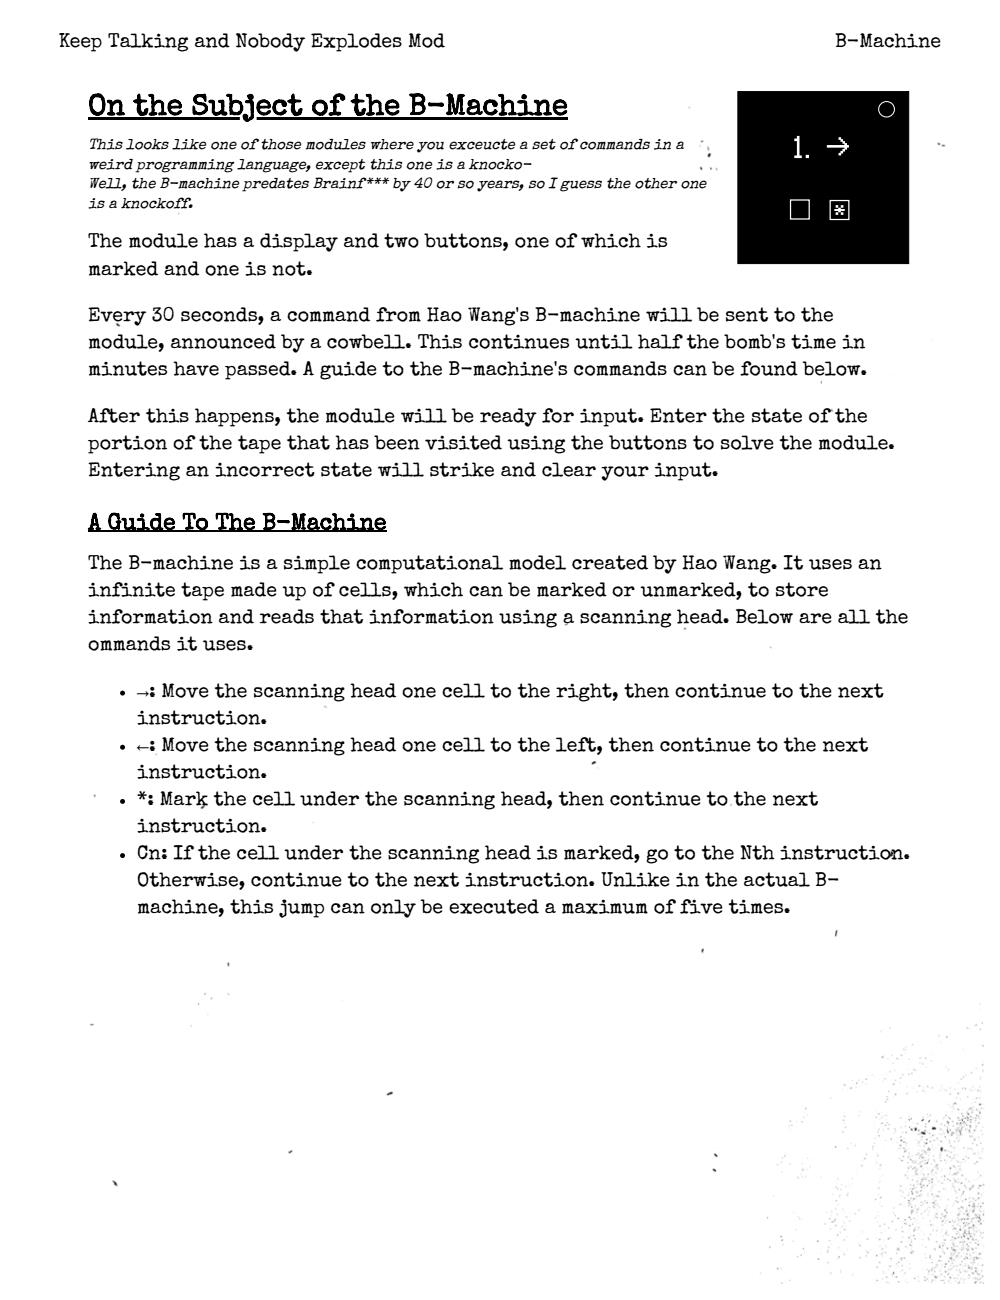 Keep Talking and Nobody Explodes Mod
B-Machine
On the Subject of the B-Machine
This looks like one of those modules where you exceucte a set of commands in a
weird programming language, except this one is a knocko-
Well, the B-machine predates Brainf*** by 40 or so years, so I guess the other one
is a knockoff.
1. →
*
The module has a display and two buttons, one of which is
marked and one is not.
Every 30 seconds, a command from Hao Wang's B-machine will be sent to the
module, announced by a cowbell. This continues until half the bomb's time in
minutes have passed. A guide to the B-machine's commands can be found below.
After this happens, the module will be ready for input. Enter the state of the
portion of the tape that has been visited using the buttons to solve the module.
Entering an incorrect state will strike and clear your input.
A Guide To The B-Machine
The B-machine is a simple computational model created by Hao Wang. It uses an
infinite tape made up of cells, which can be marked or unmarked, to store
information and reads that information using a scanning head. Below are all the
ommands it uses.
• →: Move the scanning head one cell to the right, then continue to the next
instruction.
• ←: Move the scanning head one cell to the left, then continue to the next
instruction.
• *: Mark the cell under the scanning head, then continue to the next
instruction.
• Cn: If the cell under the scanning head is marked, go to the Nth instruction.
Otherwise, continue to the next instruction. Unlike in the actual B-
machine, this jump can only be executed a maximum of five times.